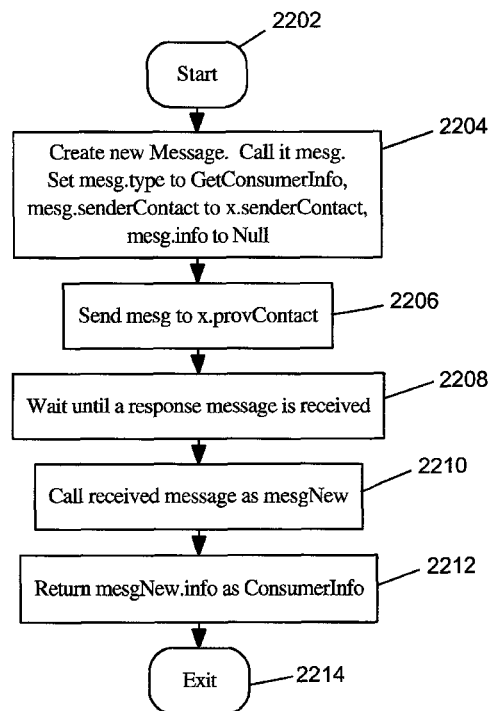 2202
Start
2204
Create new Message. Call it mesg.
Set mesg.type to GetConsumerInfo,
mesg.senderContact to x.senderContact,
mesg.info to Null
2206
Send mesg to x.provContact
2208
Wait until a response message is received
2210
Call received message as mesgNew
2212
Return mesgNew.info as ConsumerInfo
Exit
2214